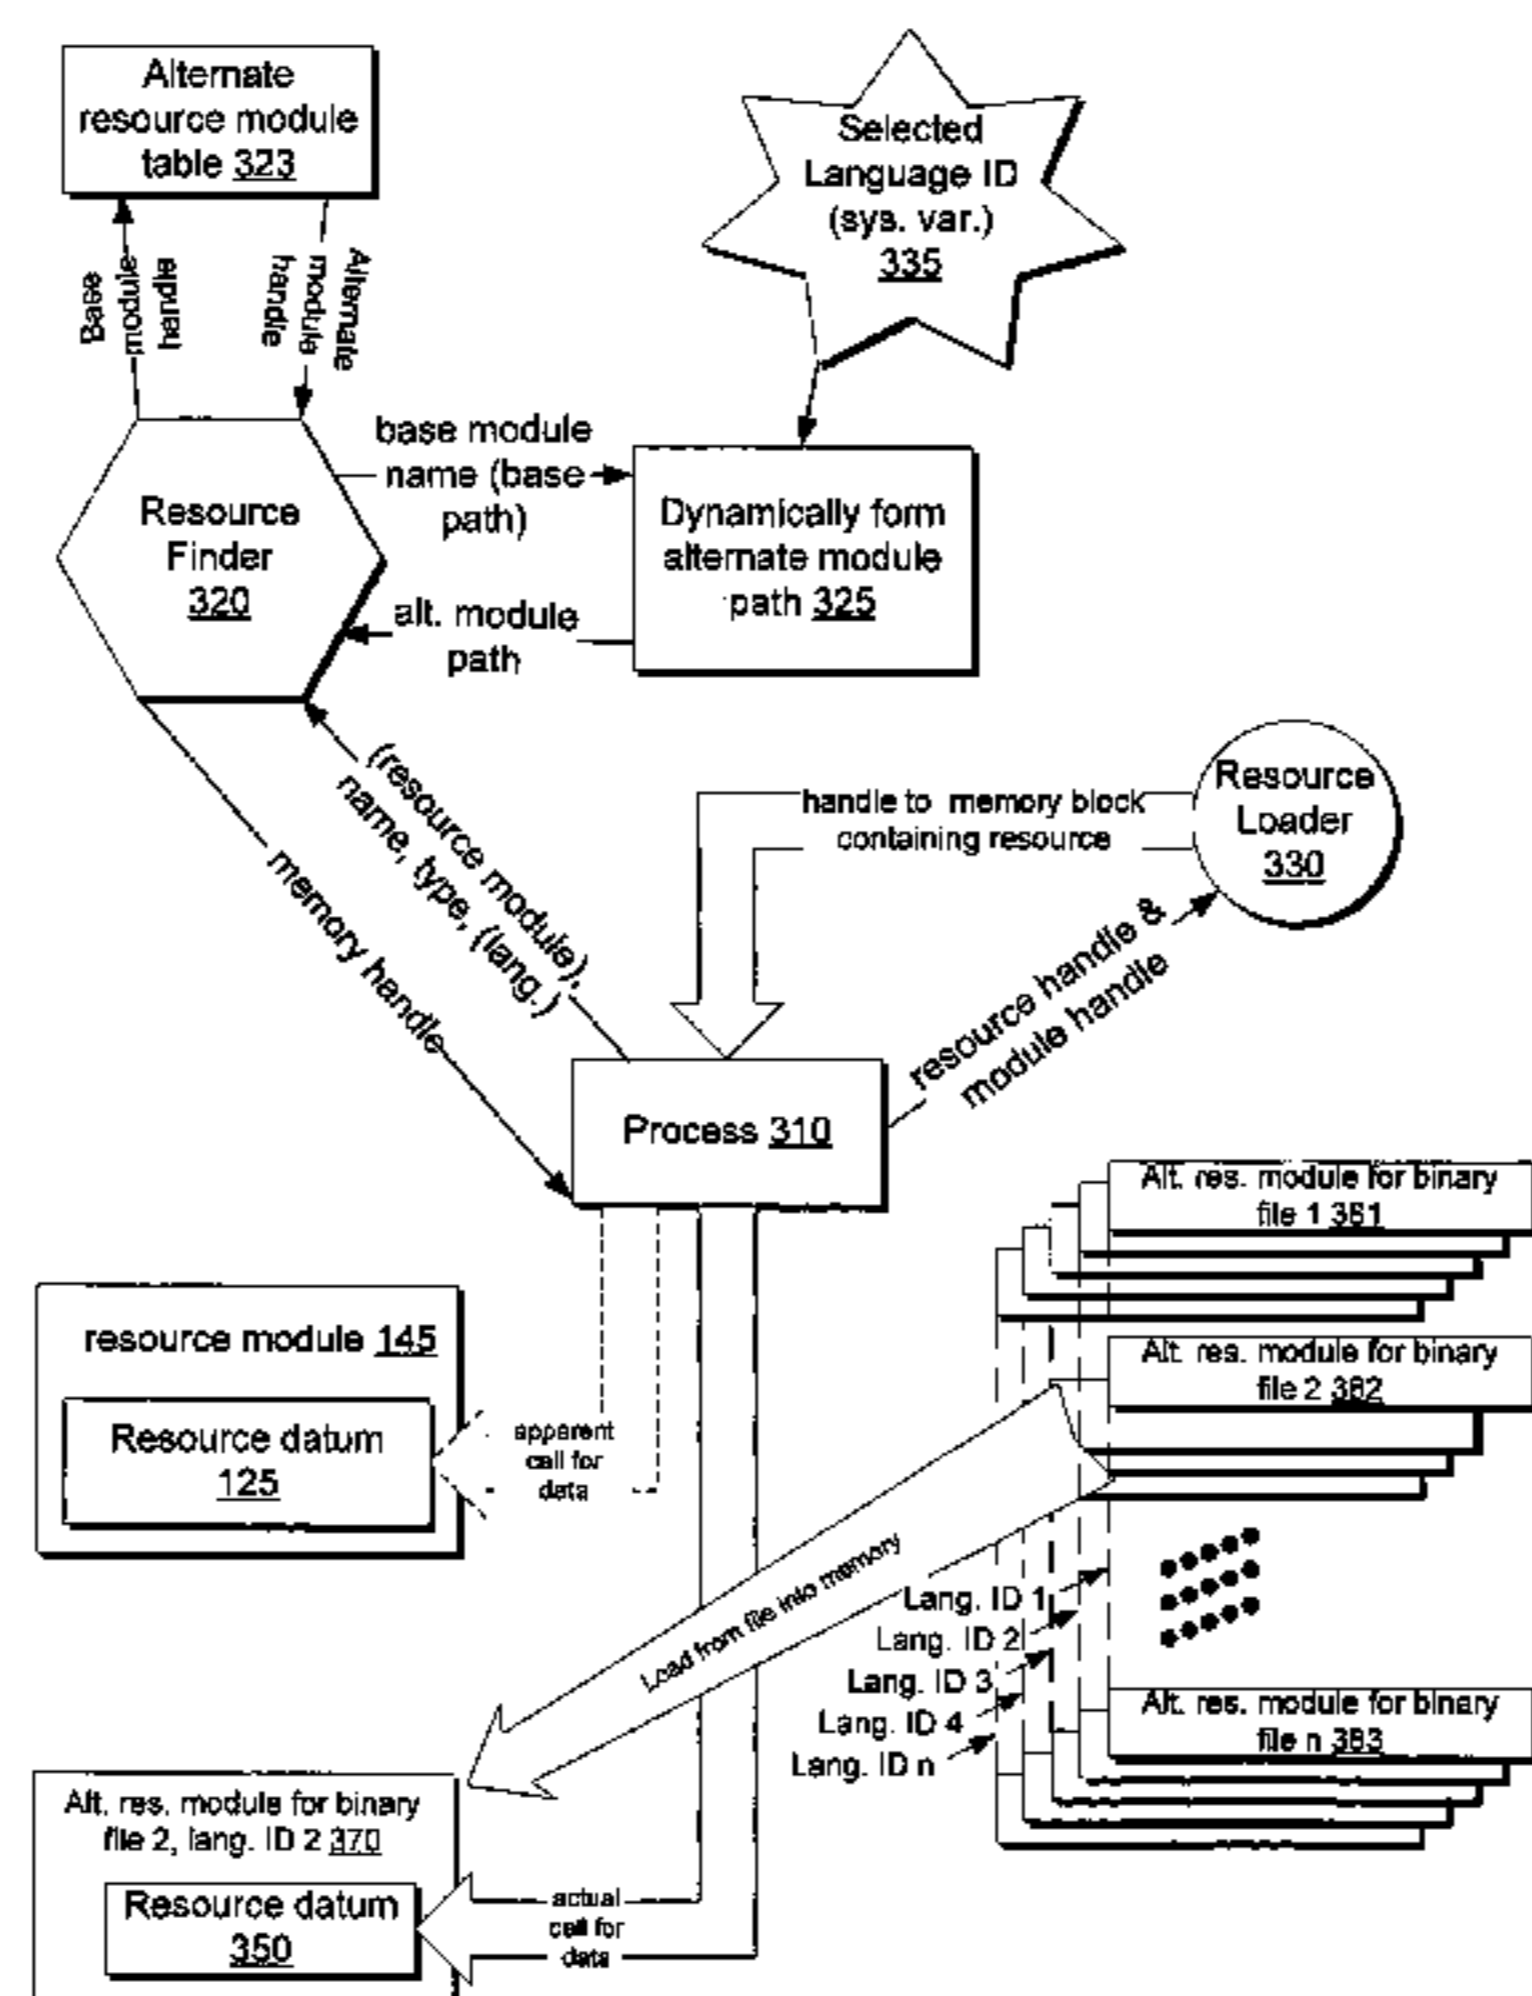 Alternate
resource module
table 323
Selected
Language ID
(sys. var.)
335
Base
module
handle
Alternate
module
handle
base module
name (base
path)
Resource
Finder
320
Dynamically form
alternate module
path 325
alt. module
path
(resource module),
name, type, (lang.)
memory handle
handle to memory block
containing resource
Resource
Loader
330
resource handle &
module handle
Process 310
Alt. res. module for binary
file 1 381
resource module 145
Resource datum
125
apparent
call for
data
Alt. res. module for binary
file 2 382
Load from file into memory
Lang. ID 1
Lang. ID 2
Lang. ID 3
Lang. ID 4
Lang. ID n
Alt. res. module for binary
file n 383
Alt. res. module for binary
file 2, lang. ID 2 370
Resource datum
350
actual
call for
data